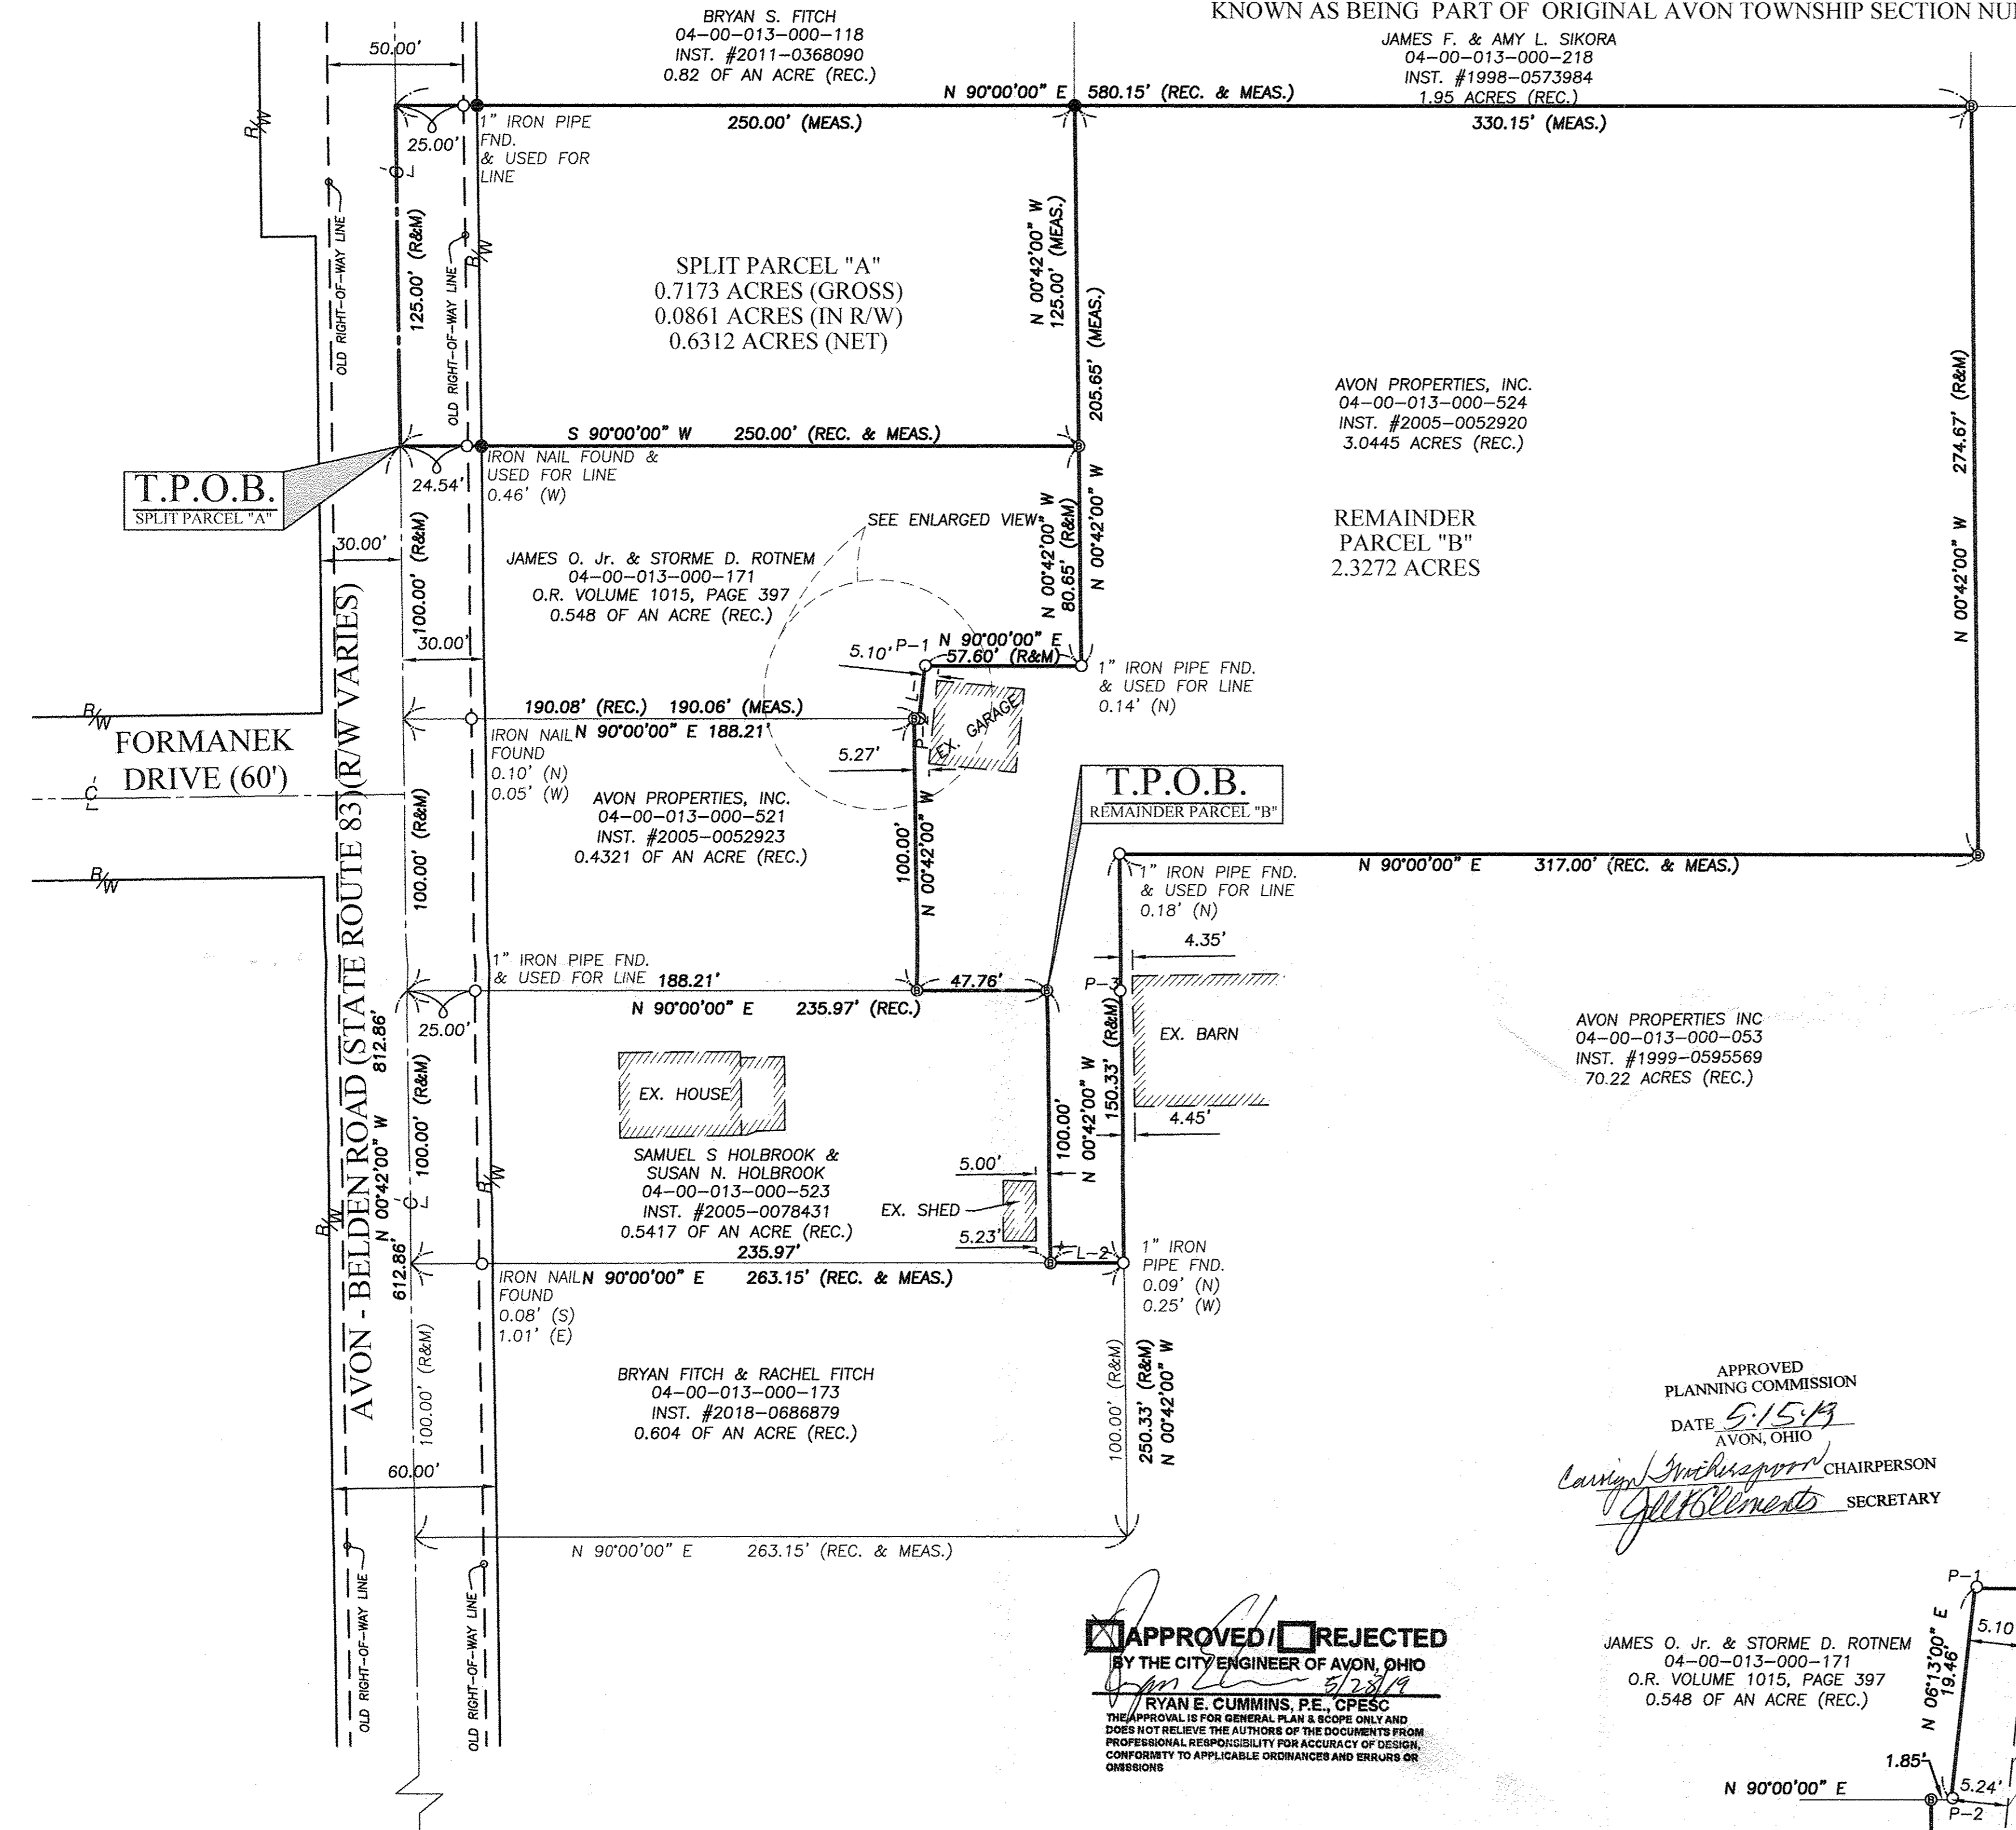 KNOWN AS BEING PART OF ORIGINAL AVON TOWNSHIP SECTION
BRYAN S. FITCH
04-00-013-000-118
INST. #2011-0368090
0.82 OF AN ACRE (REC.)
JAMES F. & AMY L. SIKORA
04-00-013-000-218
INST. #1998-0573984
1.95 ACRES (REC.)
50.00'
N 90°00'00" E 580.15' (REC. & MEAS.)
250.00' (MEAS.)
330.15' (MEAS.)
25.00'
1" IRON PIPE
FND.
& USED FOR
LINE
R/W
R/W
C L
OLD RIGHT-OF-WAY LINE
OLD RIGHT-OF-WAY LINE
125.00' (R&M)
SPLIT PARCEL "A"
0.7173 ACRES (GROSS)
0.0861 ACRES (IN R/W)
0.6312 ACRES (NET)
N 00°42'00" W
125.00' (MEAS.)
205.65' (MEAS.)
N 00°42'00" W
AVON PROPERTIES, INC.
04-00-013-000-524
INST. #2005-0052920
3.0445 ACRES (REC.)
REMAINDER
PARCEL "B"
2.3272 ACRES
274.67' (R&M)
N 00°42'00" W
S 90°00'00" W 250.00' (REC. & MEAS.)
IRON NAIL FOUND &
USED FOR LINE
0.46' (W)
24.54'
T.P.O.B.
SPLIT PARCEL "A"
30.00'
100.00' (R&M)
30.00'
SEE ENLARGED VIEW
JAMES O. Jr. & STORME D. ROTNEM
04-00-013-000-171
O.R. VOLUME 1015, PAGE 397
0.548 OF AN ACRE (REC.)
N 00°42'00" W
80.65' (R&M)
5.10'
P-1
N 90°00'00" E
57.60' (R&M)
1" IRON PIPE FND.
& USED FOR LINE
0.14' (N)
190.08' (REC.) 190.06' (MEAS.)
N 90°00'00" E 188.21'
IRON NAIL
FOUND
0.10' (N)
0.05' (W)
5.27'
EX. GARAGE
R/W
FORMANEK
DRIVE (60')
C L
R/W
AVON PROPERTIES, INC.
04-00-013-000-521
INST. #2005-0052923
0.4321 OF AN ACRE (REC.)
100.00' (R&M)
100.00'
N 00°42'00" W
T.P.O.B.
REMAINDER PARCEL "B"
N 90°00'00" E 317.00' (REC. & MEAS.)
1" IRON PIPE FND.
& USED FOR LINE
0.18' (N)
4.35'
1" IRON PIPE FND.
& USED FOR LINE
188.21'
47.76'
P-3
N 90°00'00" E 235.97' (REC.)
25.00'
AVON - BELDEN ROAD (STATE ROUTE 83)(R/W VARIES)
812.86'
N 00°42'00" W
612.86'
100.00' (R&M)
EX. HOUSE
EX. BARN
4.45'
150.33' (R&M)
N 00°42'00" W
100.00'
AVON PROPERTIES INC
04-00-013-000-053
INST. #1999-0595569
70.22 ACRES (REC.)
SAMUEL S HOLBROOK &
SUSAN N. HOLBROOK
04-00-013-000-523
INST. #2005-0078431
0.5417 OF AN ACRE (REC.)
5.00'
EX. SHED
5.23'
R/W
R/W
C L
235.97'
L-2
1" IRON
PIPE FND.
0.09' (N)
0.25' (W)
IRON NAIL
FOUND
0.08' (S)
1.01' (E)
N 90°00'00" E 263.15' (REC. & MEAS.)
100.00' (R&M)
BRYAN FITCH & RACHEL FITCH
04-00-013-000-173
INST. #2018-0686879
0.604 OF AN ACRE (REC.)
100.00' (R&M)
250.33' (R&M)
N 00°42'00" W
60.00'
N 90°00'00" E 263.15' (REC. & MEAS.)
OLD RIGHT-OF-WAY LINE
OLD RIGHT-OF-WAY LINE
APPROVED
PLANNING COMMISSION
DATE 5·15·19
AVON, OHIO
CHAIRPERSON
Clements SECRETARY
APPROVED/ REJECTED
BY THE CITY ENGINEER OF AVON, OHIO
5/28/19
RYAN E. CUMMINS, P.E., CPESC
THE APPROVAL IS FOR GENERAL PLAN & SCOPE ONLY AND
DOES NOT RELIEVE THE AUTHORS OF THE DOCUMENTS FROM
PROFESSIONAL RESPONSIBILITY FOR ACCURACY OF DESIGN,
CONFORMITY TO APPLICABLE ORDINANCES AND ERRORS OR
OMISSIONS
P-1
N 06°13'00" E
19.46'
5.10
JAMES O. Jr. & STORME D. ROTNEM
04-00-013-000-171
O.R. VOLUME 1015, PAGE 397
0.548 OF AN ACRE (REC.)
1.85'
N 90°00'00" E
5.24'
P-2